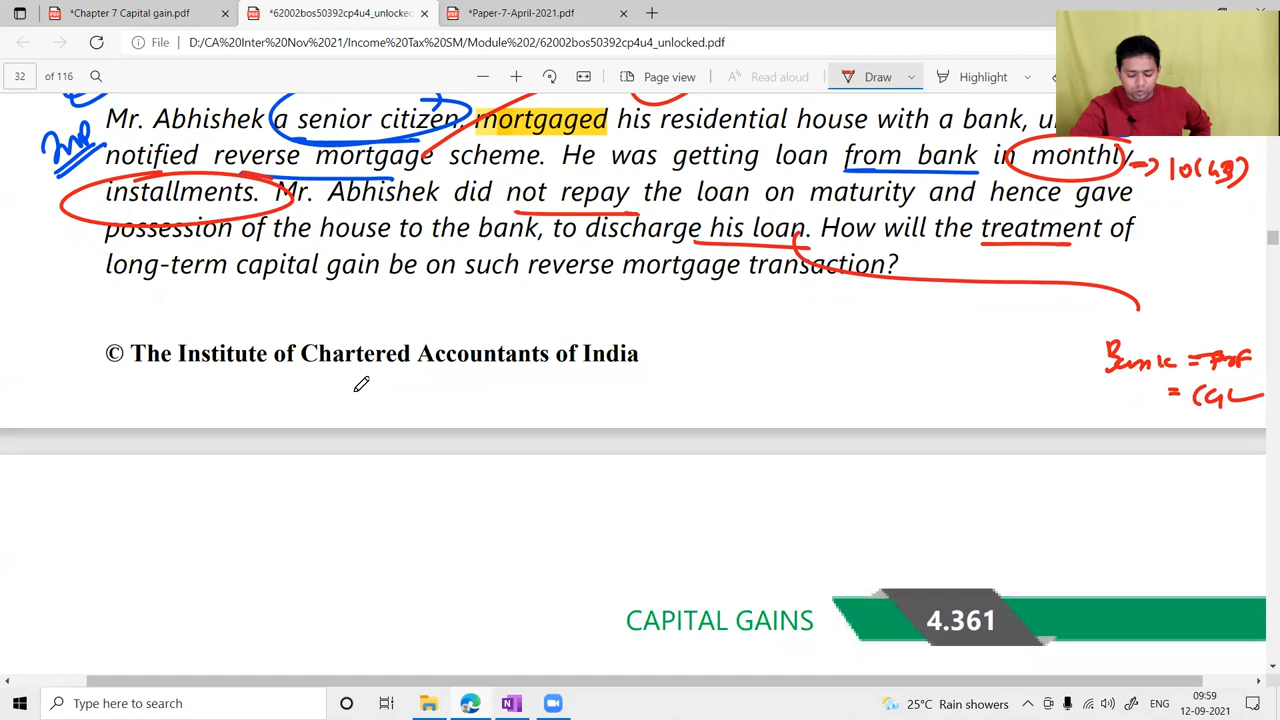 *Chapter 7 Capital gain.pdf
*62002bos50392cp4u4_unlocked
*Paper-7-April-2021.pdf
File
D:/CA%20Inter%20Nov%2021/Income%20Tax%20SM/Module%202/62002bos50392cp4u4_unlocked.pdf
32 of 116
Page view
Read aloud
Draw
Highlight
Mr. Abhishek a senior citizen, mortgaged his residential house with a bank,
Imp
notified reverse mortgage scheme. He was getting loan from bank in monthly
10(43)
installments. Mr. Abhishek did not repay the loan on maturity and hence gave
possession of the house to the bank, to discharge his loan. How will the treatment of
long-term capital gain be on such reverse mortgage transaction?
© The Institute of Chartered Accountants of India
Bank =
= CG
CAPITAL GAINS 4.361
Type here to search
25°C Rain showers
ENG
09:59
12-09-2021